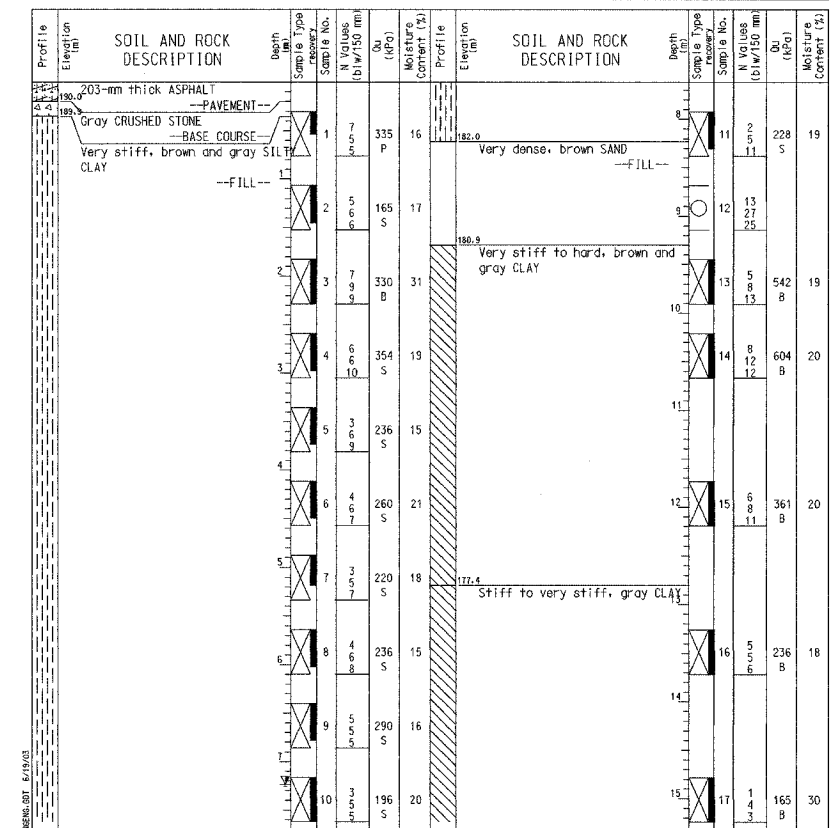 Profile
Elevation (m)
SOIL AND ROCK
DESCRIPTION
Depth (m)
Sample Type
recovery
Sample No.
N Values
(blw/150 mm)
Qu
(kPa)
Moisture
Content (%)
203-mm thick ASPHALT
190.0
--PAVEMENT--
Gray CRUSHED STONE
--BASE COURSE--
Very stiff, brown and gray SILTY
CLAY
--FILL--
1
2
3
4
5
6
7
1 7 5 5 335 P 16
2 5 6 6 165 S 17
3 7 9 9 330 B 31
4 6 6 10 354 S 19
5 3 6 9 236 S 15
6 4 6 7 260 S 21
7 3 5 7 220 S 18
8 4 6 8 236 S 15
9 5 5 5 290 S 16
10 3 5 5 196 S 20
Profile
Elevation (m)
SOIL AND ROCK
DESCRIPTION
Depth (m)
Sample Type
recovery
Sample No.
N Values
(blw/150 mm)
Qu
(kPa)
Moisture
Content (%)
182.0
Very dense, brown SAND
--FILL--
180.9
Very stiff to hard, brown and
gray CLAY
177.4
Stiff to very stiff, gray CLAY
8
9
10
11
12
13
14
15
11 2 5 11 228 S 19
12 13 27 25
13 5 8 13 542 B 19
14 8 12 12 604 B 20
15 6 8 11 361 B 20
16 5 5 6 236 B 18
17 1 4 3 165 B 30
6/19/03